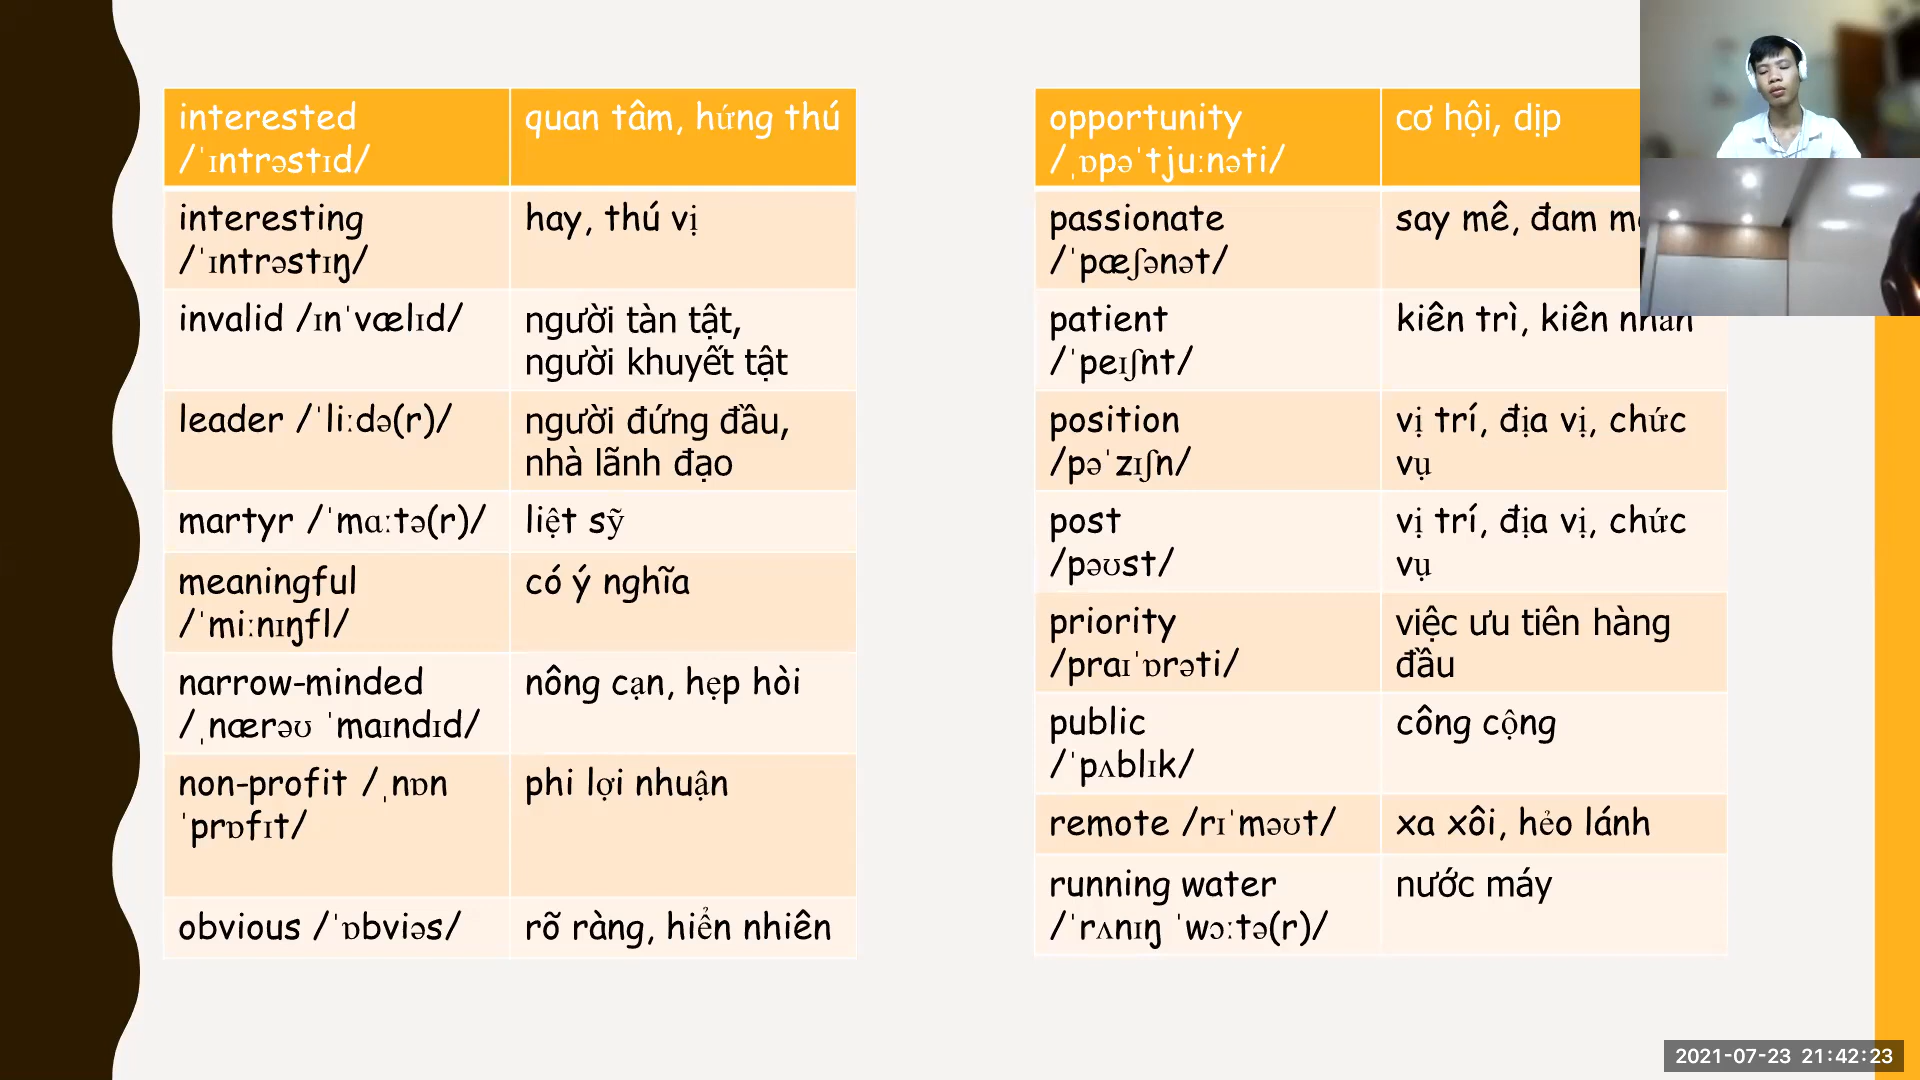 interested
/ˈɪntrəstɪd/
quan tâm, hứng thú
interesting
/ˈɪntrəstɪŋ/
hay, thú vị
invalid /ɪnˈvælɪd/
người tàn tật,
người khuyết tật
leader /ˈliːdə(r)/
người đứng đầu,
nhà lãnh đạo
martyr /ˈmɑːtə(r)/
liệt sỹ
meaningful
/ˈmiːnɪŋfl/
có ý nghĩa
narrow-minded
/ˌnærəʊ ˈmaɪndɪd/
nông cạn, hẹp hòi
non-profit /ˌnɒn
ˈprɒfɪt/
phi lợi nhuận
obvious /ˈɒbviəs/
rõ ràng, hiển nhiên
opportunity
/ˌɒpəˈtjuːnəti/
cơ hội, dịp
passionate
/ˈpæʃənət/
say mê, đam
patient
/ˈpeɪʃnt/
kiên trì, kiên nhẫn
position
/pəˈzɪʃn/
vị trí, địa vị, chức
vụ
post
/pəʊst/
vị trí, địa vị, chức
vụ
priority
/praɪˈɒrəti/
việc ưu tiên hàng
đầu
public
/ˈpʌblɪk/
công cộng
remote /rɪˈməʊt/
xa xôi, hẻo lánh
running water
/ˈrʌnɪŋ ˈwɔːtə(r)/
nước máy
2021-07-23 21:42:23